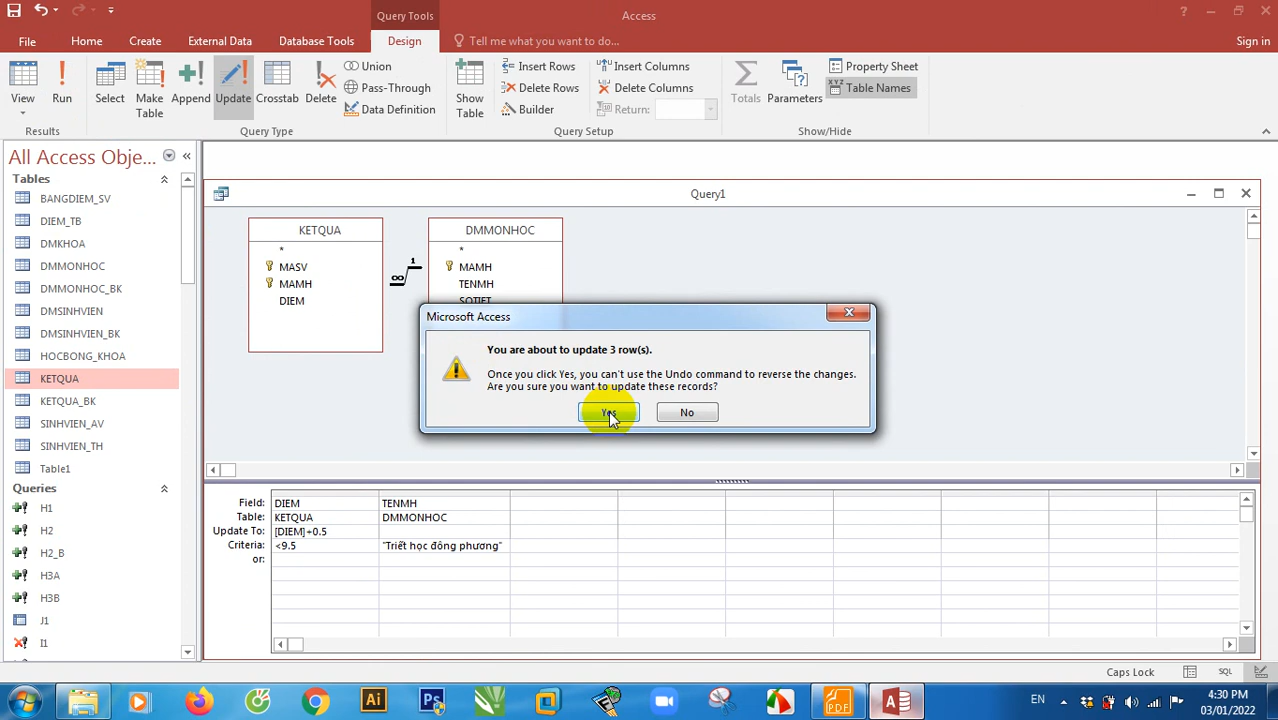 Query Tools
Access
File
Home
Create
External Data
Database Tools
Design
Tell me what you want to do...
Sign in
View
Run
Select
Make Table
Append
Update
Crosstab
Delete
Union
Pass-Through
Data Definition
Show Table
Insert Rows
Delete Rows
Builder
Insert Columns
Delete Columns
Return:
Totals
Parameters
Property Sheet
Table Names
Results
Query Type
Query Setup
Show/Hide
All Access Obje...
Tables
BANGDIEM_SV
DIEM_TB
DMKHOA
DMMONHOC
DMMONHOC_BK
DMSINHVIEN
DMSINHVIEN_BK
HOCBONG_KHOA
KETQUA
KETQUA_BK
SINHVIEN_AV
SINHVIEN_TH
Table1
Queries
H1
H2
H2_B
H3A
H3B
J1
I1
Query1
KETQUA
*
MASV
MAMH
DIEM
1
∞
DMMONHOC
*
MAMH
TENMH
SOTIET
Microsoft Access
You are about to update 3 row(s).
Once you click Yes, you can't use the Undo command to reverse the changes.
Are you sure you want to update these records?
Yes
No
Field: DIEM TENMH
Table: KETQUA DMMONHOC
Update To: [DIEM]+0.5
Criteria: <9.5 "Triết học đông phương"
or:
Caps Lock
SQL
EN
4:30 PM
03/01/2022